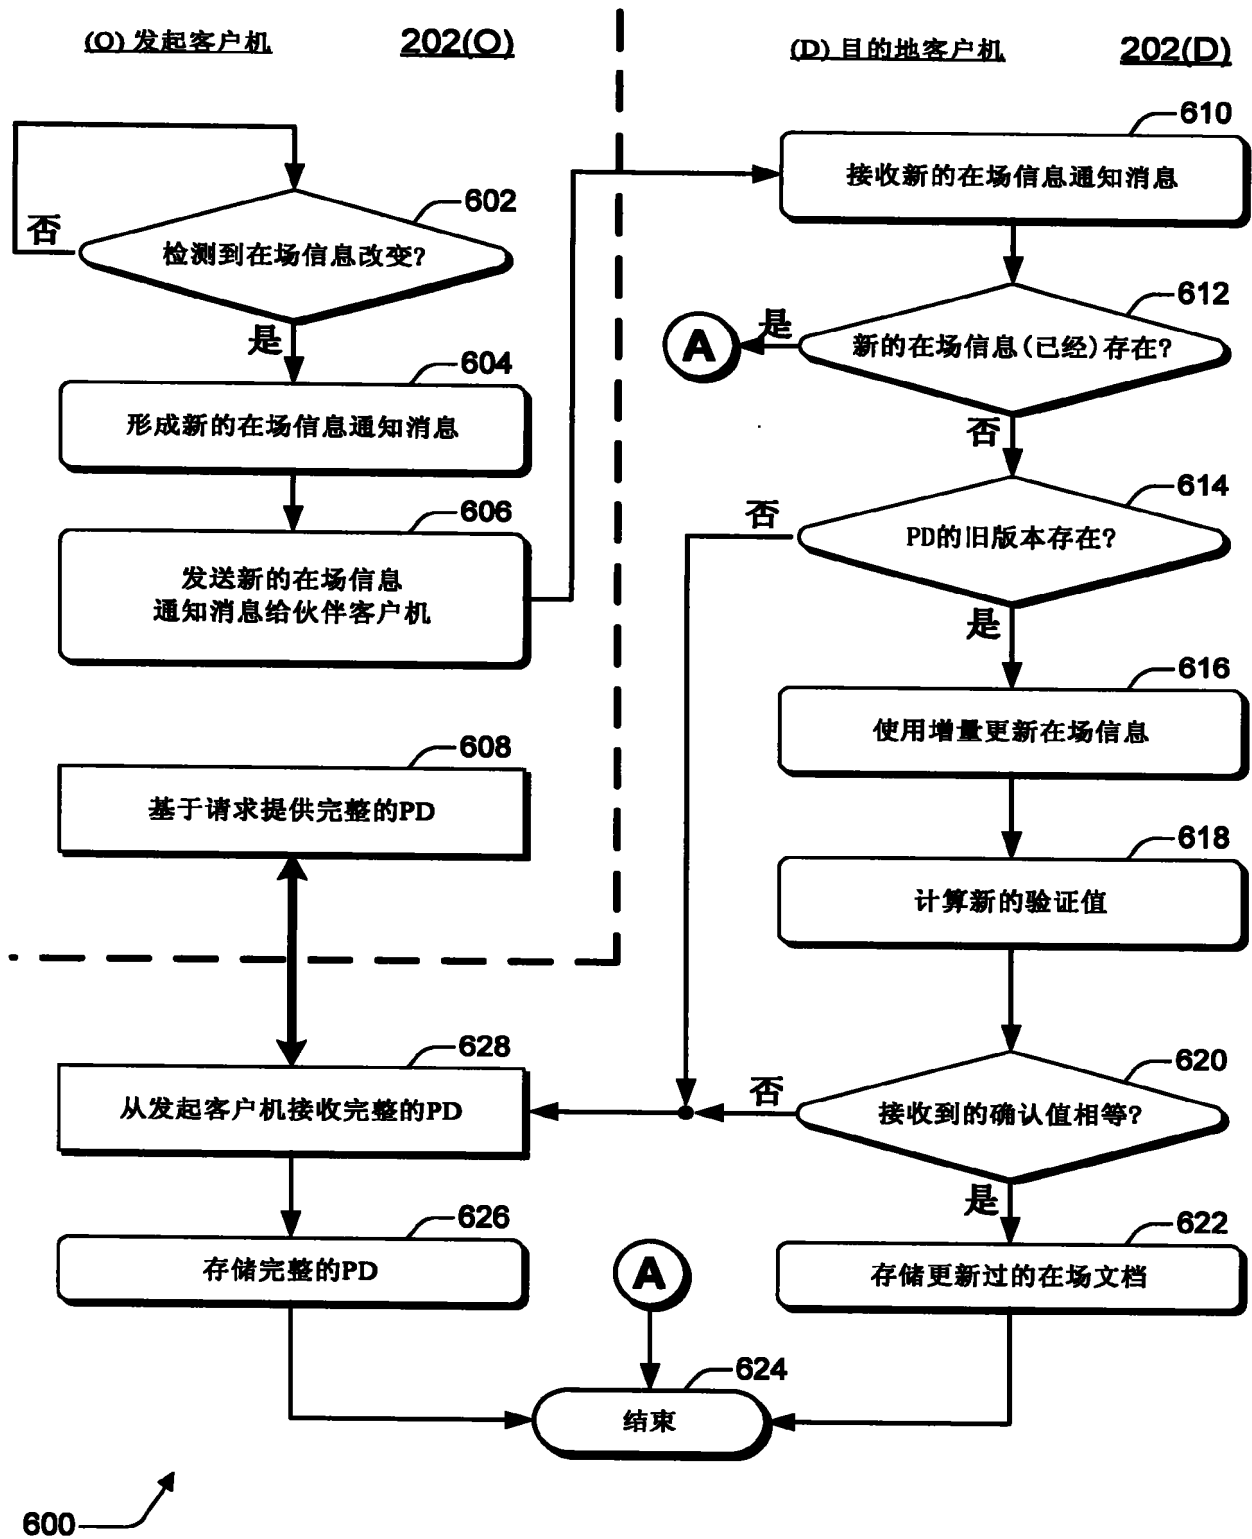 (O) 发起客户机
202(O)
602
检测到在场信息改变?
否
是
604
形成新的在场信息通知消息
606
发送新的在场信息
通知消息给伙伴客户机
608
基于请求提供完整的PD
(D) 目的地客户机
202(D)
610
接收新的在场信息通知消息
612
新的在场信息(已经)存在?
是
A
否
614
PD的旧版本存在?
否
是
616
使用增量更新在场信息
618
计算新的验证值
620
接收到的确认值相等?
否
是
622
存储更新过的在场文档
628
从发起客户机接收完整的PD
626
存储完整的PD
A
624
结束
600